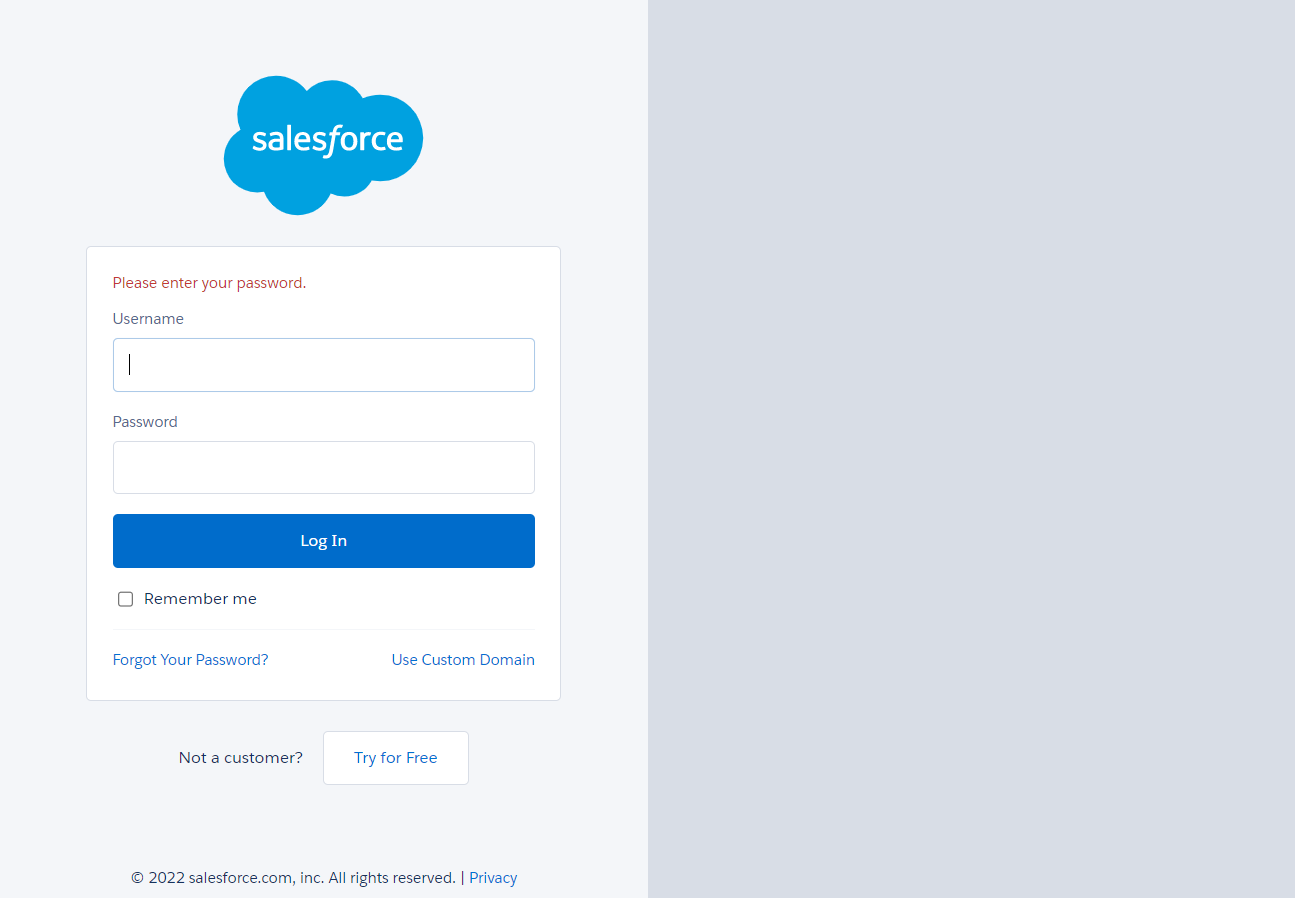 salesforce
Please enter your password.
Username
Password
Log In
Remember me
Forgot Your Password? Use Custom Domain
Not a customer? Try for Free
© 2022 salesforce.com, inc. All rights reserved. | Privacy